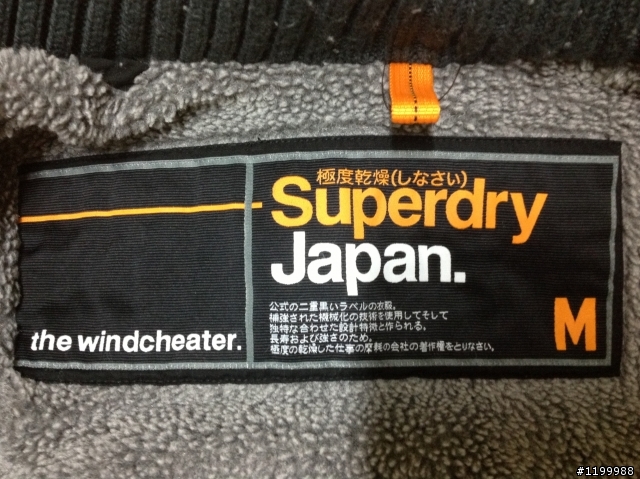 極度乾燥(しなさい)
Superdry
Japan.
公式の二重黒いラベルの衣服。
補強された機械化の技術を使用してそして
独特な合わせた設計特徴と作られる。
長寿および強さのため。
極度の乾燥した仕事の摩利の会社の著作権をとりなさい。
M
the windcheater.
#1199988